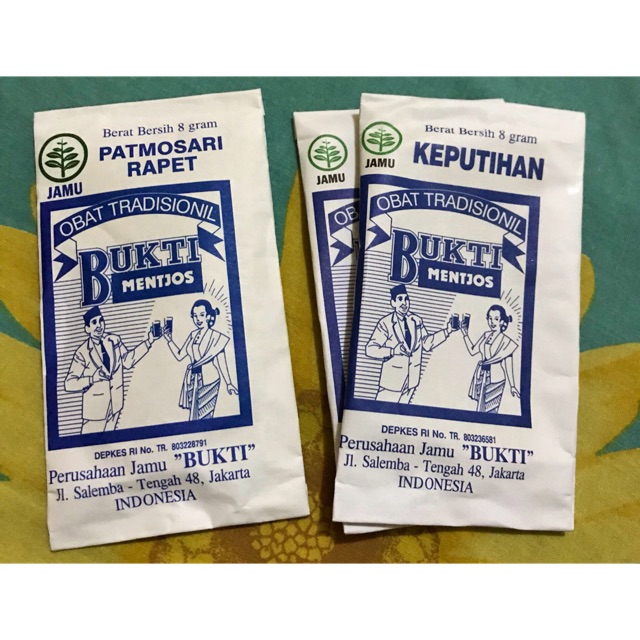 Berat Bersih 8 gram
PATMOSARI
RAPET
JAMU
OBAT TRADISIONIL
BUKTI
MENTJOS
DEPKES RI No. TR. 803228791
Perusahaan Jamu "BUKTI"
Jl. Salemba - Tengah 48, Jakarta
INDONESIA
JAMU
Berat Bersih 8 gram
KEPUTIHAN
JAMU
OBAT TRADISIONIL
BUKTI
MENTJOS
DEPKES RI No. TR. 803236581
Perusahaan Jamu "BUKTI"
Jl. Salemba - Tengah 48, Jakarta
INDONESIA